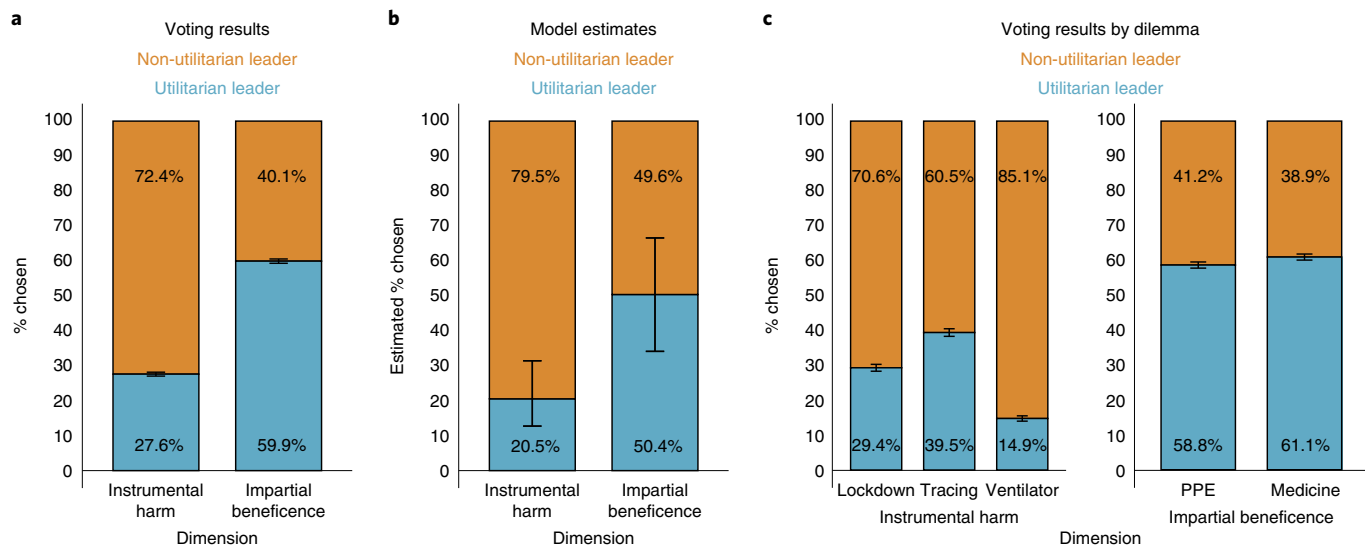 a
Voting results
Non-utilitarian leader
Utilitarian leader
100
90
80
70
60
50
40
30
20
10
0
% chosen
72.4%
40.1%
27.6%
59.9%
Instrumental harm
Impartial beneficence
Dimension
b
Model estimates
Non-utilitarian leader
Utilitarian leader
100
90
80
70
60
50
40
30
20
10
0
Estimated % chosen
79.5%
49.6%
20.5%
50.4%
Instrumental harm
Impartial beneficence
Dimension
c
Voting results by dilemma
Non-utilitarian leader
Utilitarian leader
100
90
80
70
60
50
40
30
20
10
0
% chosen
70.6%
60.5%
85.1%
29.4%
39.5%
14.9%
Lockdown Tracing Ventilator
Instrumental harm
100
90
80
70
60
50
40
30
20
10
0
41.2%
38.9%
58.8%
61.1%
PPE
Medicine
Impartial beneficence
Dimension